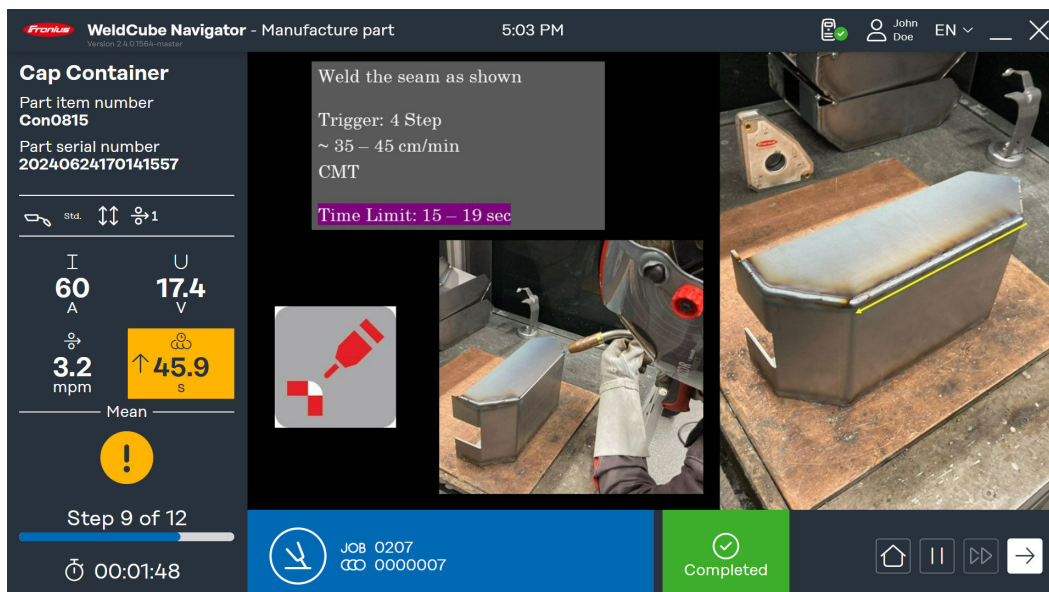 Fronius WeldCube Navigator - Manufacture part 5:03 PM John Doe EN
Version 2.4.0.1564-master
Cap Container
Part item number
Con0815
Part serial number
20240624170141557
Std. 1
I U
60 17.4
A V
3.2 45.9
mpm s
Mean
!
Step 9 of 12
00:01:48
Weld the seam as shown
Trigger: 4 Step
~ 35 – 45 cm/min
CMT
Time Limit: 15 – 19 sec
JOB 0207
0000007
Completed